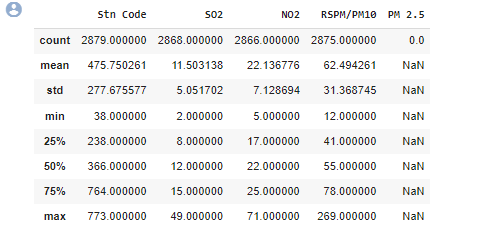 Stn Code SO2 NO2 RSPM/PM10 PM 2.5
count 2879.000000 2868.000000 2866.000000 2875.000000 0.0
mean 475.750261 11.503138 22.136776 62.494261 NaN
std 277.675577 5.051702 7.128694 31.368745 NaN
min 38.000000 2.000000 5.000000 12.000000 NaN
25% 238.000000 8.000000 17.000000 41.000000 NaN
50% 366.000000 12.000000 22.000000 55.000000 NaN
75% 764.000000 15.000000 25.000000 78.000000 NaN
max 773.000000 49.000000 71.000000 269.000000 NaN